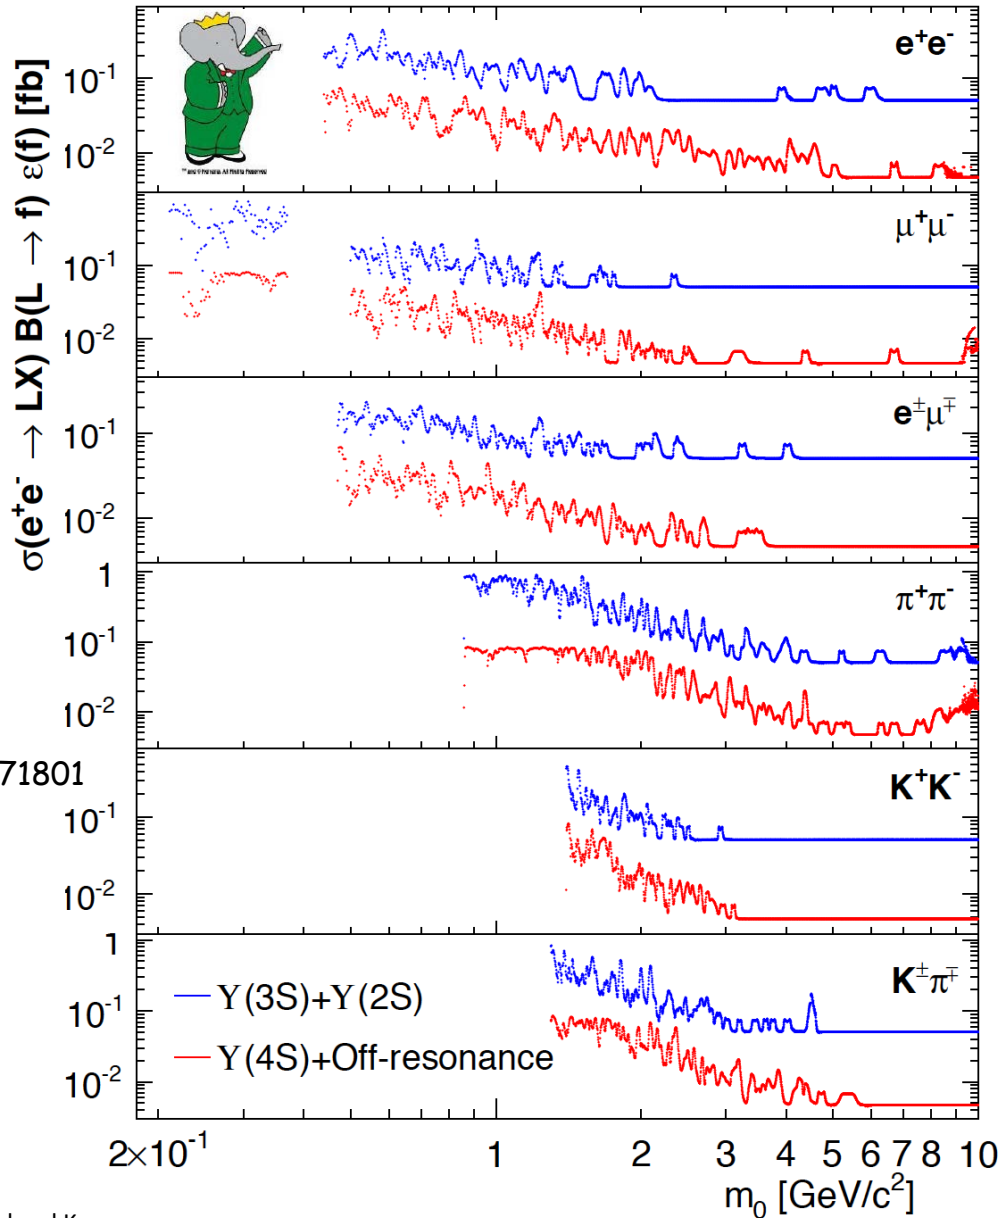 σ(e⁺e⁻ → LX) B(L → f) ε(f) [fb]
e⁺e⁻
10⁻¹
10⁻²
μ⁺μ⁻
10⁻¹
10⁻²
e±μ∓
10⁻¹
10⁻²
1
π⁺π⁻
10⁻¹
10⁻²
71801
K⁺K⁻
10⁻¹
10⁻²
1
K±π∓
10⁻¹
10⁻²
Υ(3S)+Υ(2S)
Υ(4S)+Off-resonance
2×10⁻¹ 1 2 3 4 5 6 7 8 10
m₀ [GeV/c²]